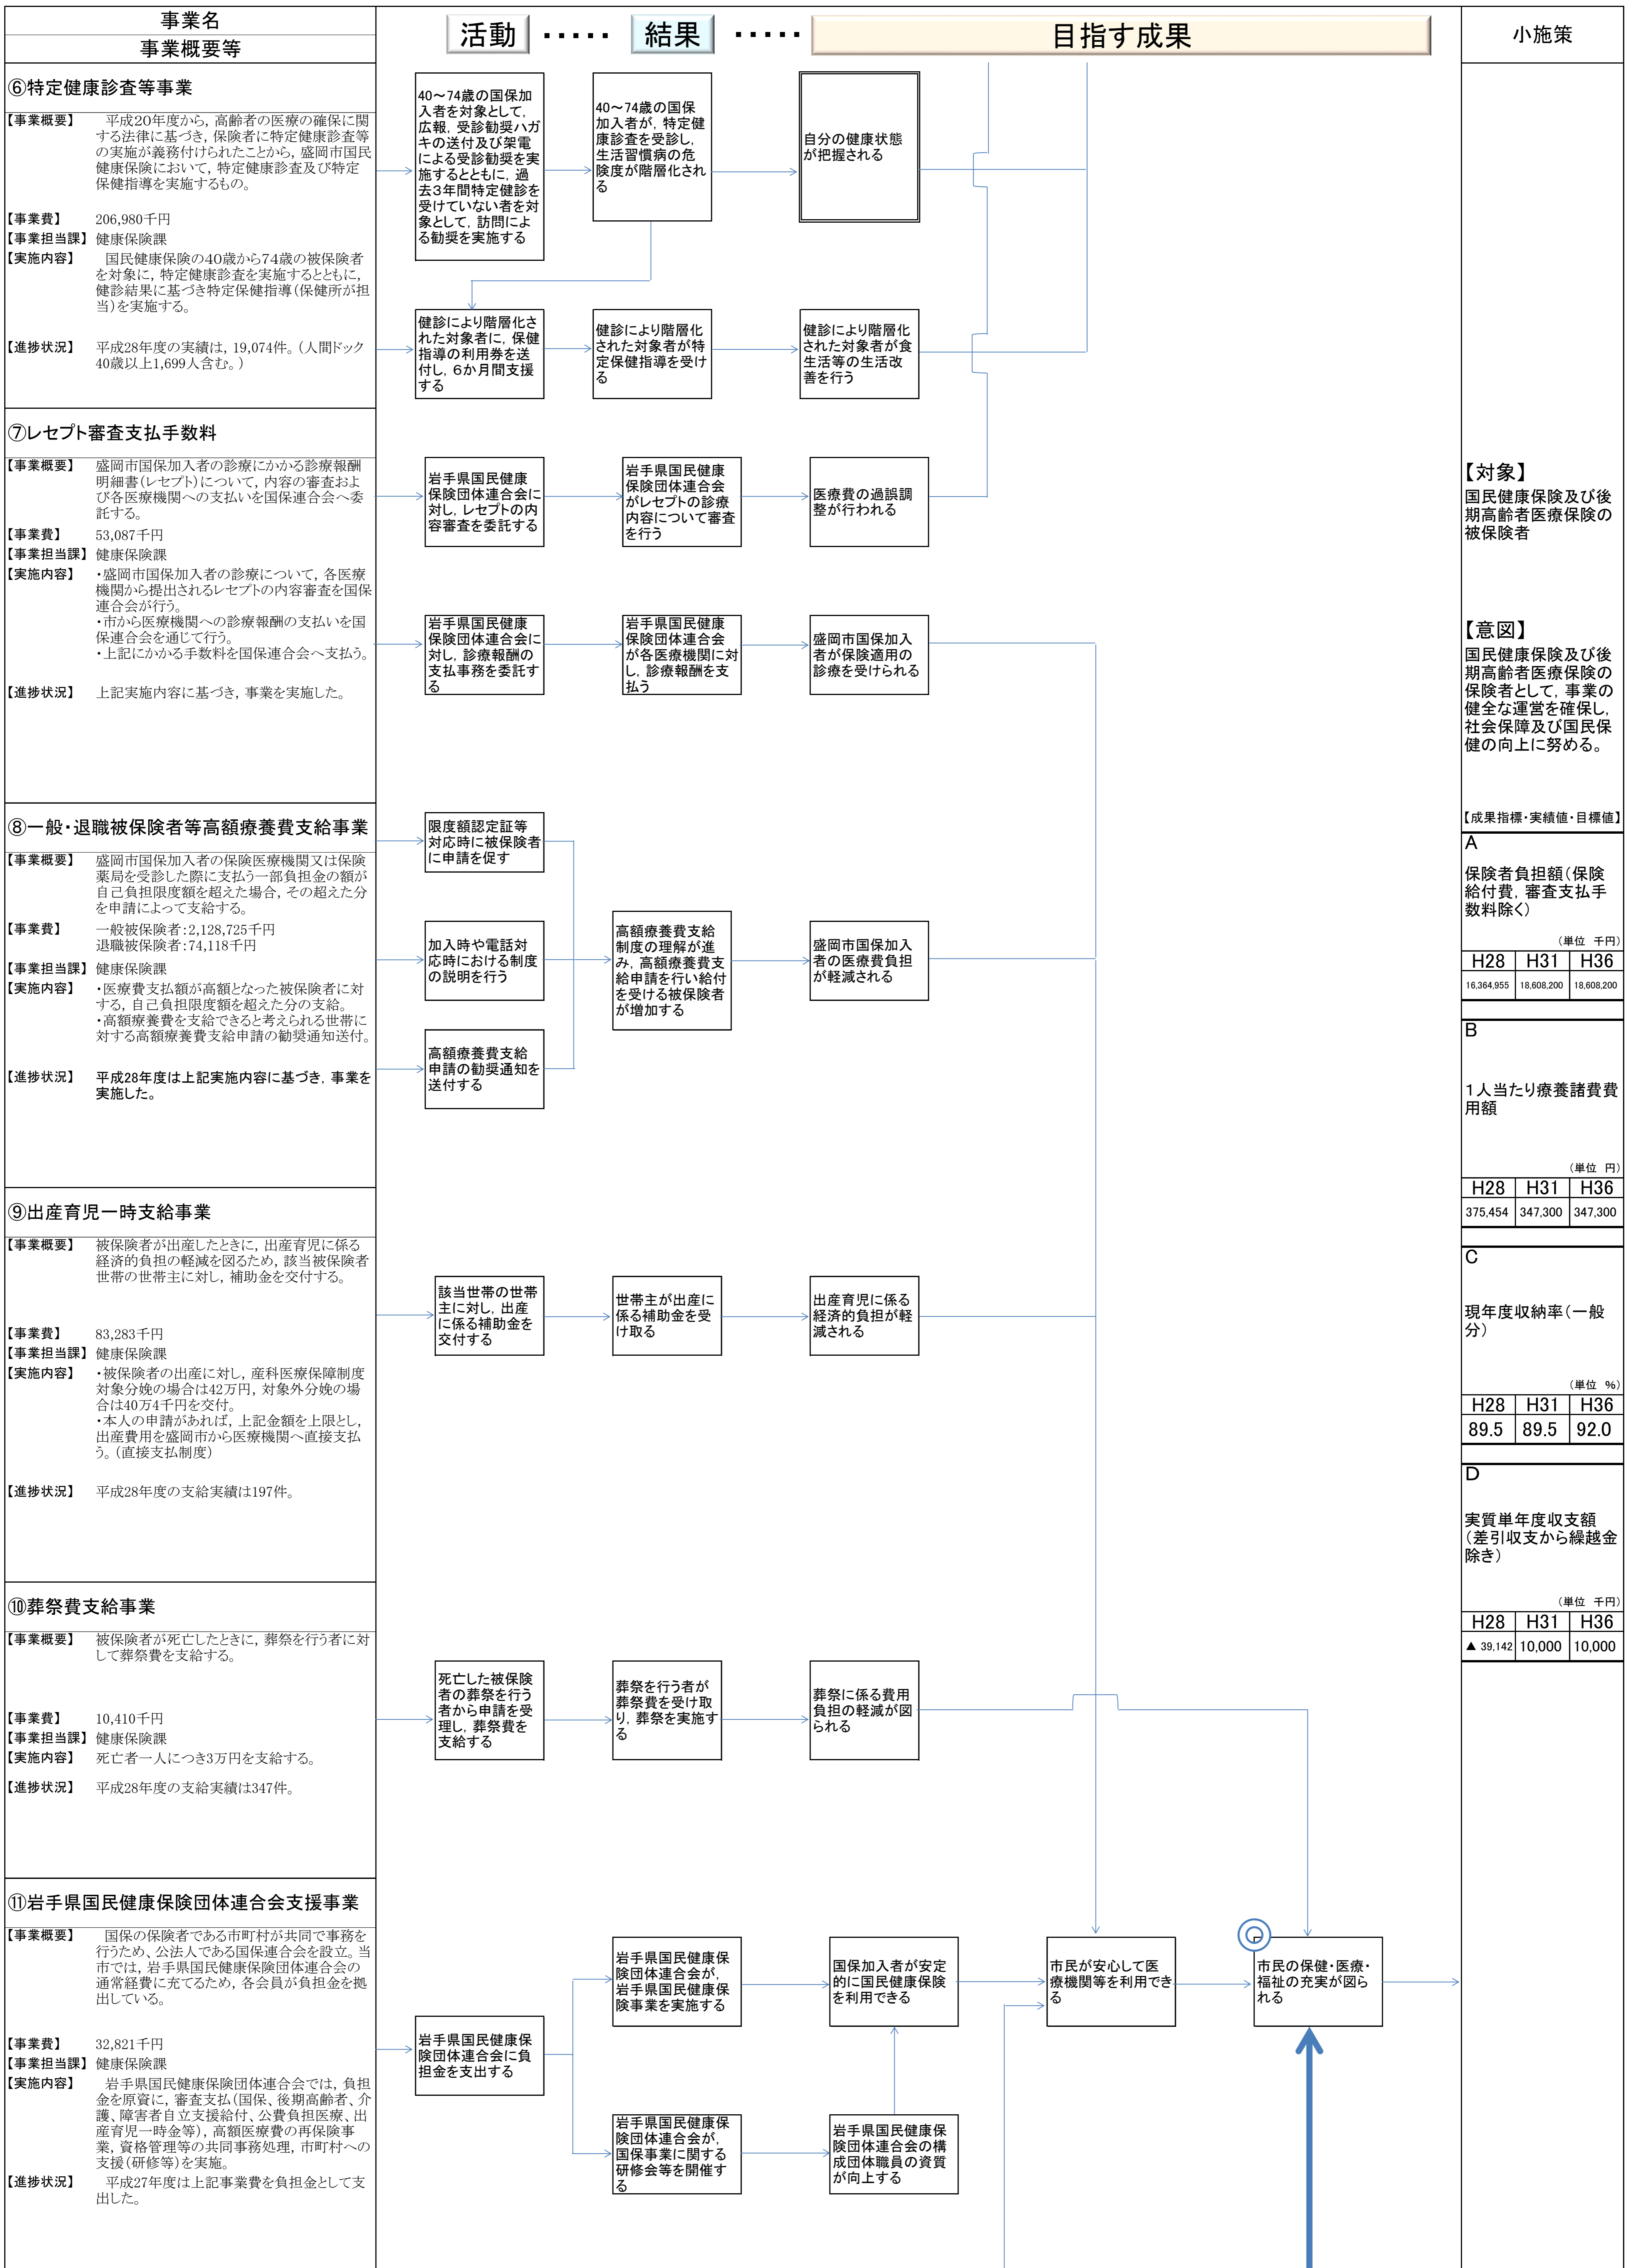 事業名
事業概要等
活動 ・・・・・ 結果 ・・・・・ 目指す成果
小施策
⑥特定健康診査等事業
【事業概要】 平成20年度から，高齢者の医療の確保に関
する法律に基づき，保険者に特定健康診査等
の実施が義務付けられたことから，盛岡市国民
健康保険において，特定健康診査及び特定
保健指導を実施するもの。
【事業費】 206,980千円
【事業担当課】 健康保険課
【実施内容】 国民健康保険の40歳から74歳の被保険者
を対象に，特定健康診査を実施するとともに，
健診結果に基づき特定保健指導（保健所が担
当）を実施する。
【進捗状況】 平成28年度の実績は，19,074件。（人間ドック
40歳以上1,699人含む。）
40～74歳の国保加
入者を対象として，
広報，受診勧奨ハガ
キの送付及び架電
による受診勧奨を実
施するとともに，過
去3年間特定健診を
受けていない者を対
象として，訪問によ
る勧奨を実施する
40～74歳の国保
加入者が，特定健
康診査を受診し，
生活習慣病の危
険度が階層化され
る
自分の健康状態
が把握される
健診により階層化さ
れた対象者に，保健
指導の利用券を送
付し，6か月間支援
する
健診により階層化
された対象者が特
定保健指導を受け
る
健診により階層化
された対象者が食
生活等の生活改
善を行う
⑦レセプト審査支払手数料
【事業概要】 盛岡市国保加入者の診療にかかる診療報酬
明細書（レセプト）について，内容の審査およ
び各医療機関への支払いを国保連合会へ委
託する。
【事業費】 53,087千円
【事業担当課】 健康保険課
【実施内容】 ・盛岡市国保加入者の診療について，各医療
機関から提出されるレセプトの内容審査を国保
連合会が行う。
・市から医療機関への診療報酬の支払いを国
保連合会を通じて行う。
・上記にかかる手数料を国保連合会へ支払う。
【進捗状況】 上記実施内容に基づき，事業を実施した。
岩手県国民健康
保険団体連合会に
対し，レセプトの内
容審査を委託する
岩手県国民健康
保険団体連合会
がレセプトの診療
内容について審査
を行う
医療費の過誤調
整が行われる
岩手県国民健康
保険団体連合会に
対し，診療報酬の
支払事務を委託す
る
岩手県国民健康
保険団体連合会
が各医療機関に対
し，診療報酬を支
払う
盛岡市国保加入
者が保険適用の
診療を受けられる
⑧一般・退職被保険者等高額療養費支給事業
【事業概要】 盛岡市国保加入者の保険医療機関又は保険
薬局を受診した際に支払う一部負担金の額が
自己負担限度額を超えた場合，その超えた分
を申請によって支給する。
【事業費】 一般被保険者：2,128,725千円
退職被保険者：74,118千円
【事業担当課】 健康保険課
【実施内容】 ・医療費支払額が高額となった被保険者に対
する，自己負担限度額を超えた分の支給。
・高額療養費を支給できると考えられる世帯に
対する高額療養費支給申請の勧奨通知送付。
【進捗状況】 平成28年度は上記実施内容に基づき，事業を
実施した。
限度額認定証等
対応時に被保険者
に申請を促す
加入時や電話対
応時における制度
の説明を行う
高額療養費支給
申請の勧奨通知を
送付する
高額療養費支給
制度の理解が進
み，高額療養費支
給申請を行い給付
を受ける被保険者
が増加する
盛岡市国保加入
者の医療費負担
が軽減される
⑨出産育児一時支給事業
【事業概要】 被保険者が出産したときに，出産育児に係る
経済的負担の軽減を図るため，該当被保険者
世帯の世帯主に対し，補助金を交付する。
【事業費】 83,283千円
【事業担当課】 健康保険課
【実施内容】 ・被保険者の出産に対し，産科医療保障制度
対象分娩の場合は42万円，対象外分娩の場
合は40万4千円を交付。
・本人の申請があれば，上記金額を上限とし，
出産費用を盛岡市から医療機関へ直接支払
う。（直接支払制度）
【進捗状況】 平成28年度の支給実績は197件。
該当世帯の世帯
主に対し，出産
に係る補助金を
交付する
世帯主が出産に
係る補助金を受
け取る
出産育児に係る
経済的負担が軽
減される
⑩葬祭費支給事業
【事業概要】 被保険者が死亡したときに，葬祭を行う者に対
して葬祭費を支給する。
【事業費】 10,410千円
【事業担当課】 健康保険課
【実施内容】 死亡者一人につき3万円を支給する。
【進捗状況】 平成28年度の支給実績は347件。
死亡した被保険
者の葬祭を行う
者から申請を受
理し，葬祭費を
支給する
葬祭を行う者が
葬祭費を受け取
り，葬祭を実施す
る
葬祭に係る費用
負担の軽減が図
られる
⑪岩手県国民健康保険団体連合会支援事業
【事業概要】 国保の保険者である市町村が共同で事務を
行うため、公法人である国保連合会を設立。当
市では，岩手県国民健康保険団体連合会の
通常経費に充てるため，各会員が負担金を拠
出している。
【事業費】 32,821千円
【事業担当課】 健康保険課
【実施内容】 岩手県国民健康保険団体連合会では，負担
金を原資に，審査支払（国保、後期高齢者、介
護、障害者自立支援給付、公費負担医療、出
産育児一時金等），高額医療費の再保険事
業，資格管理等の共同事務処理，市町村への
支援（研修等）を実施。
【進捗状況】 平成27年度は上記事業費を負担金として支
出した。
岩手県国民健康保
険団体連合会に負
担金を支出する
岩手県国民健康保
険団体連合会が，
岩手県国民健康保
険事業を実施する
国保加入者が安定
的に国民健康保険
を利用できる
市民が安心して医
療機関等を利用でき
る
市民の保健・医療・
福祉の充実が図ら
れる
岩手県国民健康保
険団体連合会が，
国保事業に関する
研修会等を開催す
る
岩手県国民健康保
険団体連合会の構
成団体職員の資質
が向上する
【対象】
国民健康保険及び後
期高齢者医療保険の
被保険者
【意図】
国民健康保険及び後
期高齢者医療保険の
保険者として，事業の
健全な運営を確保し，
社会保障及び国民保
健の向上に努める。
【成果指標・実績値・目標値】
A
保険者負担額（保険
給付費，審査支払手
数料除く）
（単位 千円）
H28 H31 H36
16,364,955 18,608,200 18,608,200
B
1人当たり療養諸費費
用額
（単位 円）
H28 H31 H36
375,454 347,300 347,300
C
現年度収納率（一般
分）
（単位 %）
H28 H31 H36
89.5 89.5 92.0
D
実質単年度収支額
（差引収支から繰越金
除き）
（単位 千円）
H28 H31 H36
▲ 39,142 10,000 10,000